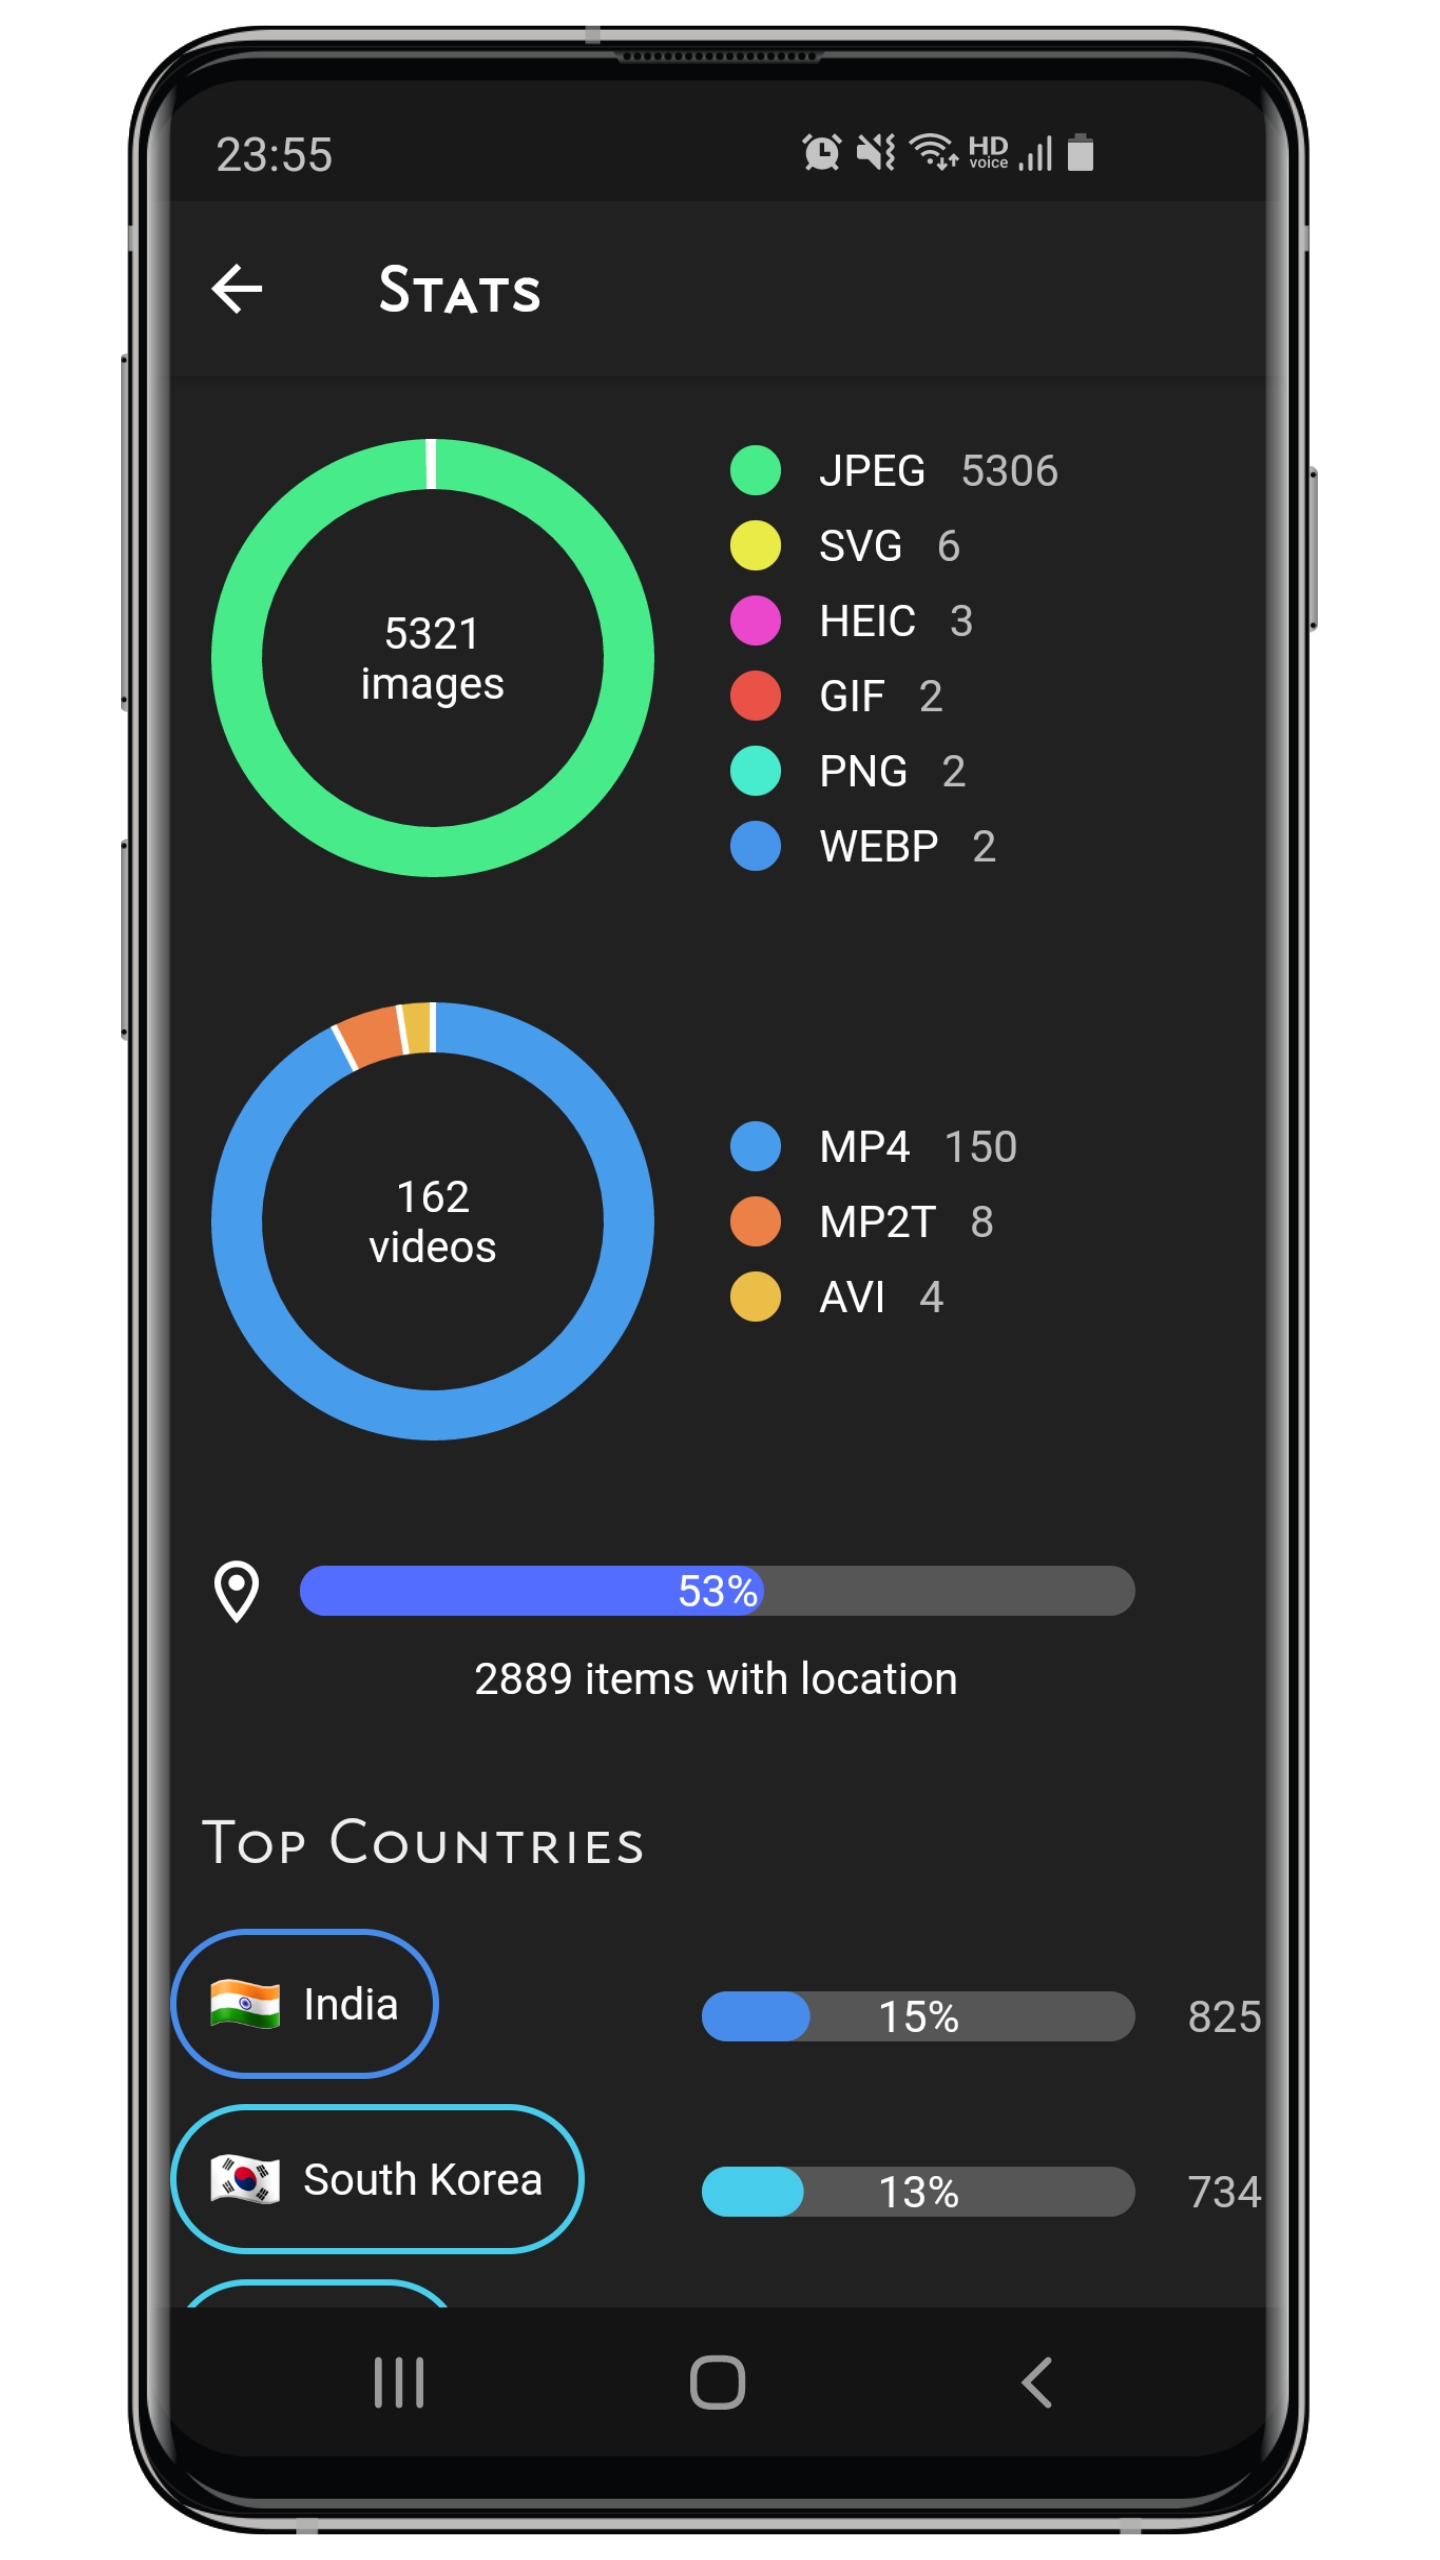 23:55
HD
voice
Stats
5321
images
JPEG 5306
SVG 6
HEIC 3
GIF 2
PNG 2
WEBP 2
162
videos
MP4 150
MP2T 8
AVI 4
53%
2889 items with location
Top Countries
India 15% 825
South Korea 13% 734